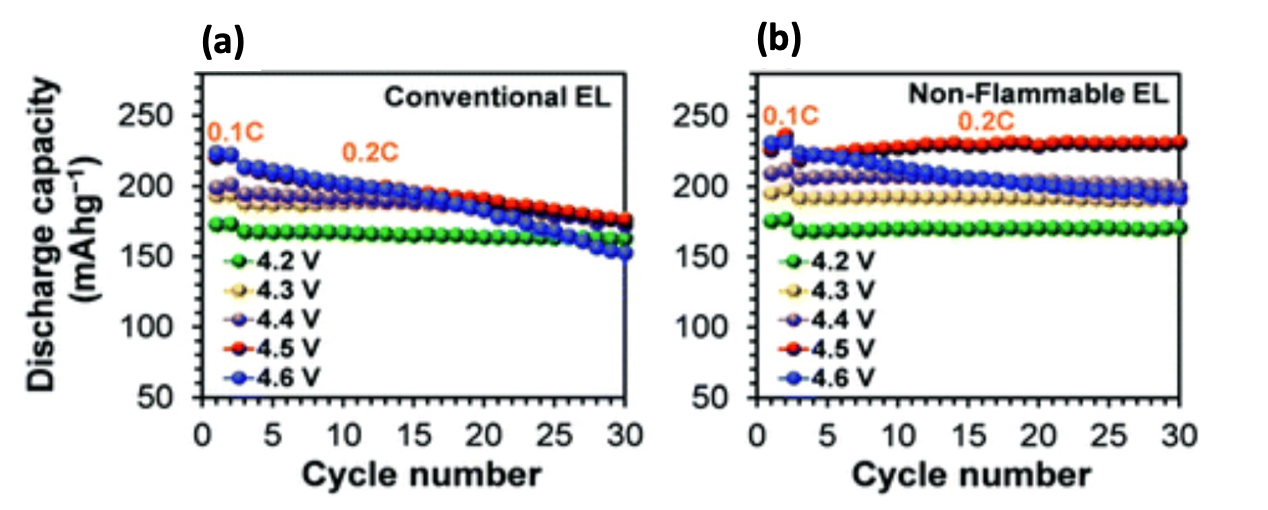 (a)
(b)
Discharge capacity
(mAhg⁻¹)
Conventional EL
250
200
150
100
50
0.1C
0.2C
4.2 V
4.3 V
4.4 V
4.5 V
4.6 V
0 5 10 15 20 25 30
Cycle number
Non-Flammable EL
250
200
150
100
50
0.1C
0.2C
4.2 V
4.3 V
4.4 V
4.5 V
4.6 V
0 5 10 15 20 25 30
Cycle number